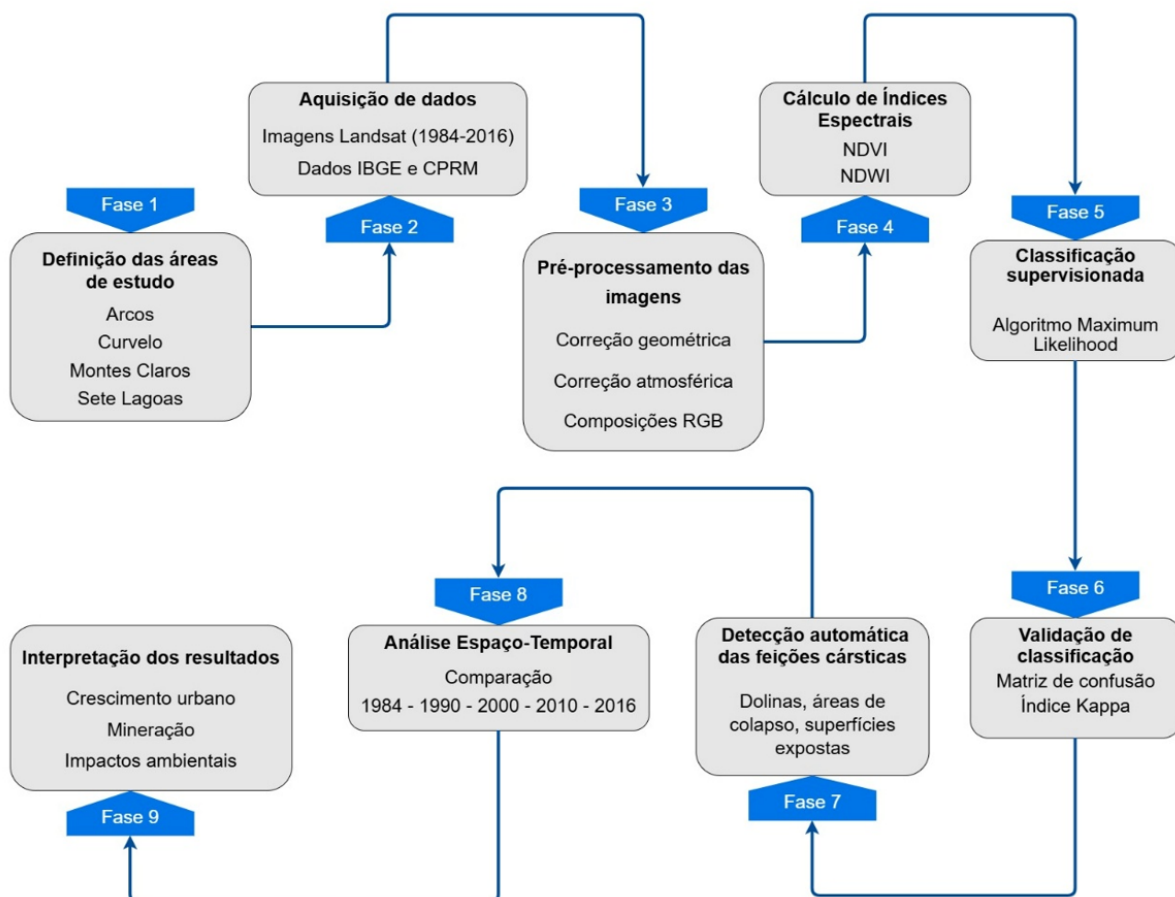 Fase 1
Definição das áreas
de estudo
Arcos
Curvelo
Montes Claros
Sete Lagoas
Aquisição de dados
Imagens Landsat (1984-2016)
Dados IBGE e CPRM
Fase 2
Fase 3
Pré-processamento das
imagens
Correção geométrica
Correção atmosférica
Composições RGB
Cálculo de Índices
Espectrais
NDVI
NDWI
Fase 4
Fase 5
Classificação
supervisionada
Algoritmo Maximum
Likelihood
Fase 6
Validação de
classificação
Matriz de confusão
Índice Kappa
Detecção automática
das feições cársticas
Dolinas, áreas de
colapso, superfícies
expostas
Fase 7
Fase 8
Análise Espaço-Temporal
Comparação
1984 - 1990 - 2000 - 2010 - 2016
Interpretação dos resultados
Crescimento urbano
Mineração
Impactos ambientais
Fase 9